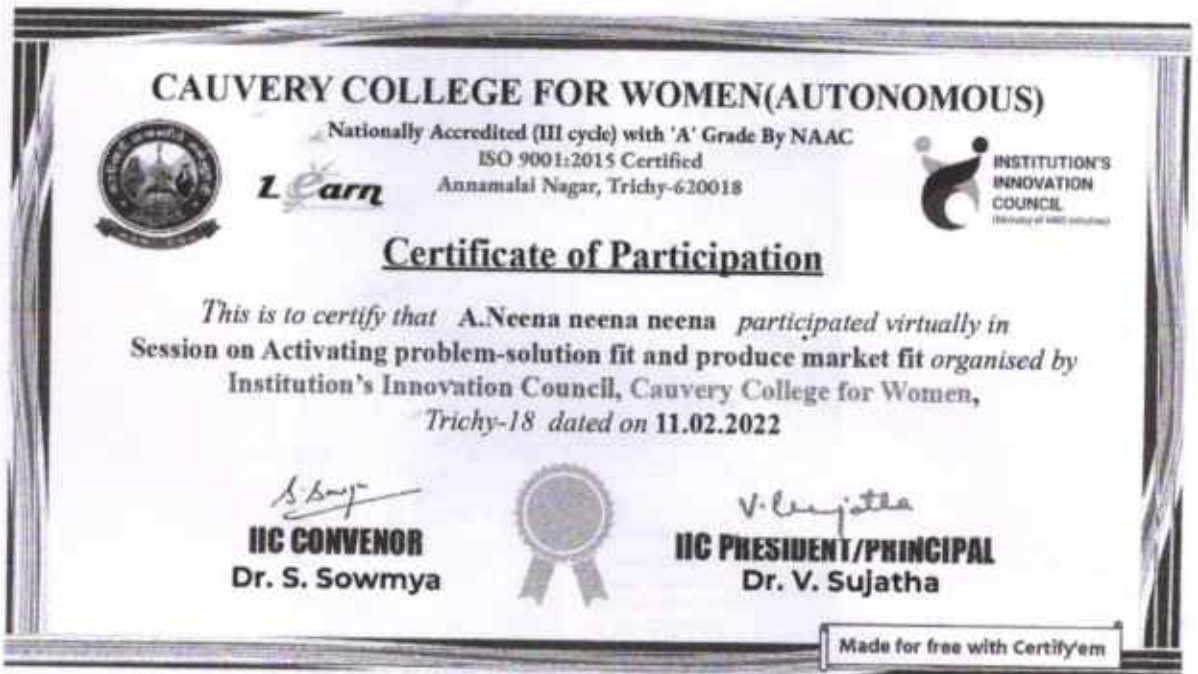 CAUVERY COLLEGE FOR WOMEN(AUTONOMOUS)
Nationally Accredited (III cycle) with 'A' Grade By NAAC
ISO 9001:2015 Certified
Annamalai Nagar, Trichy-620018
Learn
INSTITUTION'S
INNOVATION
COUNCIL
Certificate of Participation
This is to certify that A.Neena neena neena participated virtually in
Session on Activating problem-solution fit and produce market fit organised by
Institution's Innovation Council, Cauvery College for Women,
Trichy-18 dated on 11.02.2022
V. Sujatha
IIC CONVENOR
Dr. S. Sowmya
IIC PRESIDENT/PRINCIPAL
Dr. V. Sujatha
Made for free with Certify'em